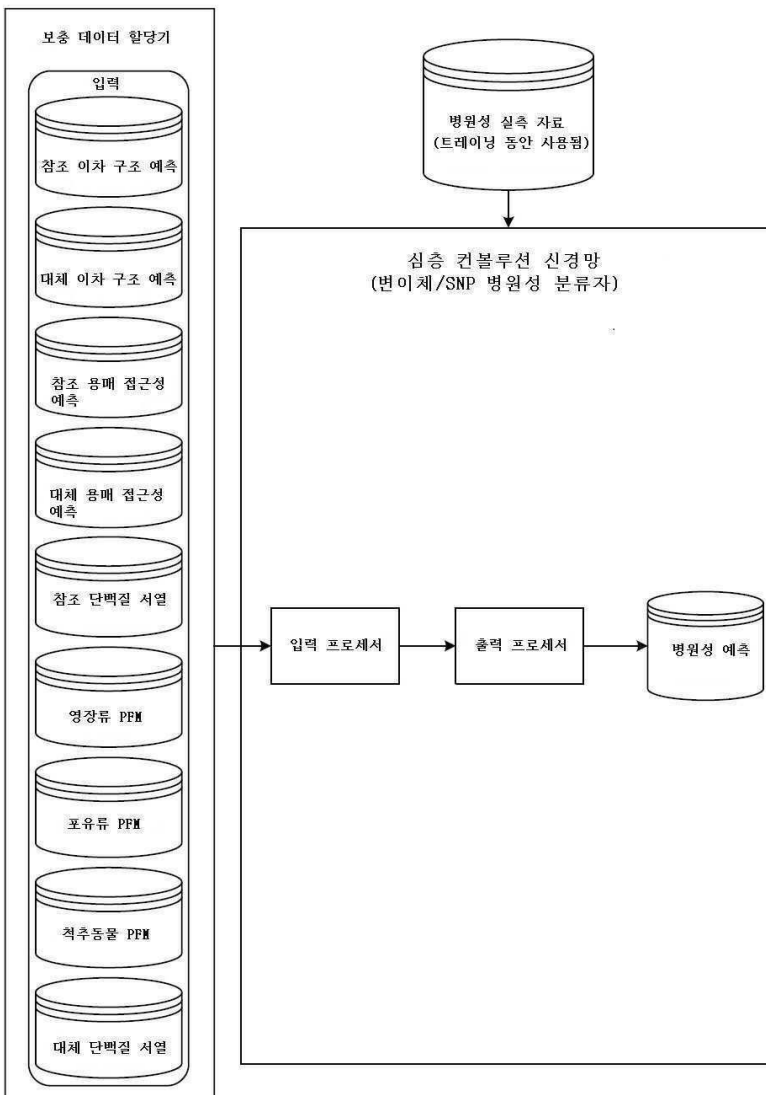 보충 데이터 할당기
입력
참조 이차 구조 예측
대체 이차 구조 예측
참조 용매 접근성
예측
대체 용매 접근성
예측
참조 단백질 서열
영장류 PFM
포유류 PFM
척추동물 PFM
대체 단백질 서열
병원성 실측 자료
(트레이닝 동안 사용됨)
심층 컨볼루션 신경망
(변이체/SNP 병원성 분류자)
입력 프로세서
출력 프로세서
병원성 예측